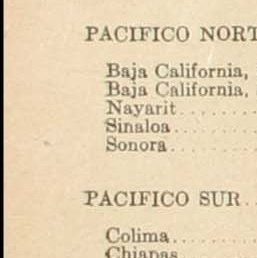 PACIFICO NORT
Baja California,
Baja California,
Nayarit........
Sinaloa........
Sonora........
PACIFICO SUR..
Colima........
Chiapas........